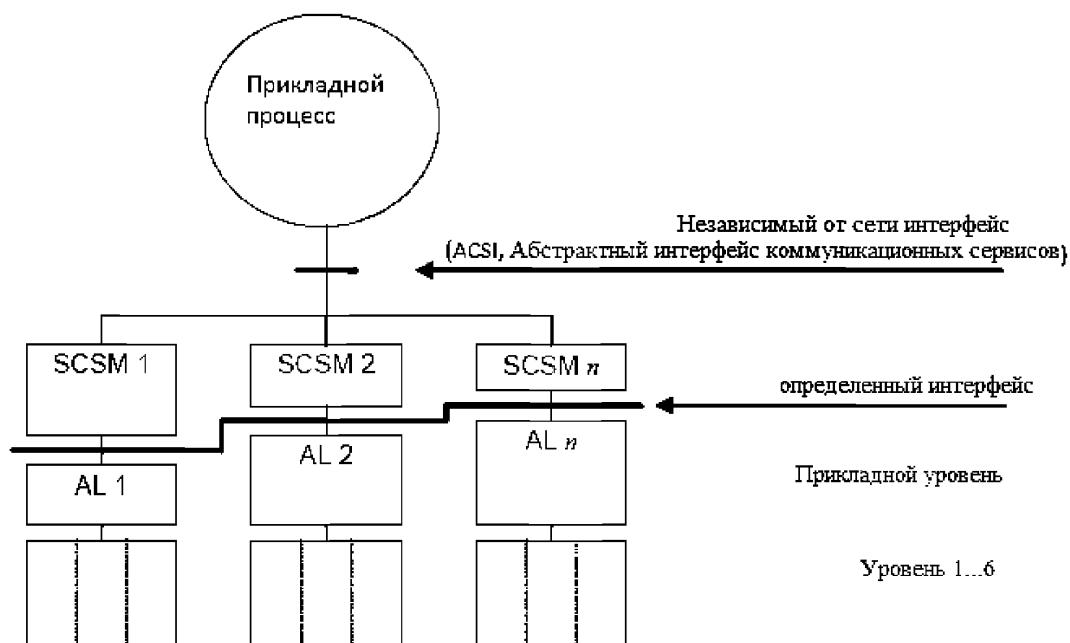 Прикладной
процесс
Независимый от сети интерфейс
(ACSI, Абстрактный интерфейс коммуникационных сервисов)
SCSM 1
SCSM 2
SCSM n
определенный интерфейс
AL 1
AL 2
AL n
Прикладной уровень
Уровень 1...6